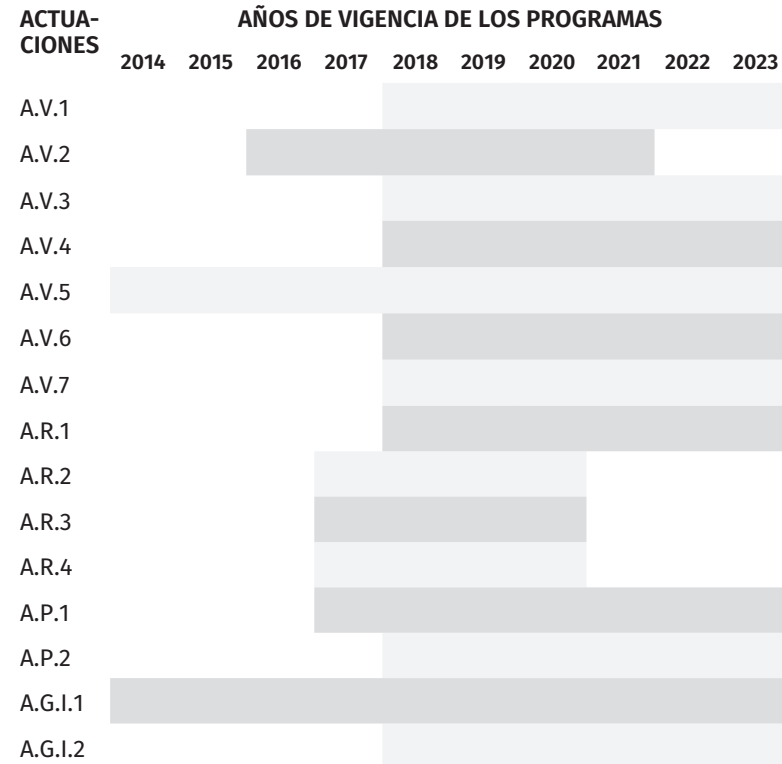 ACTUA-
CIONES
AÑOS DE VIGENCIA DE LOS PROGRAMAS
2014 2015 2016 2017 2018 2019 2020 2021 2022 2023
A.V.1
A.V.2
A.V.3
A.V.4
A.V.5
A.V.6
A.V.7
A.R.1
A.R.2
A.R.3
A.R.4
A.P.1
A.P.2
A.G.I.1
A.G.I.2